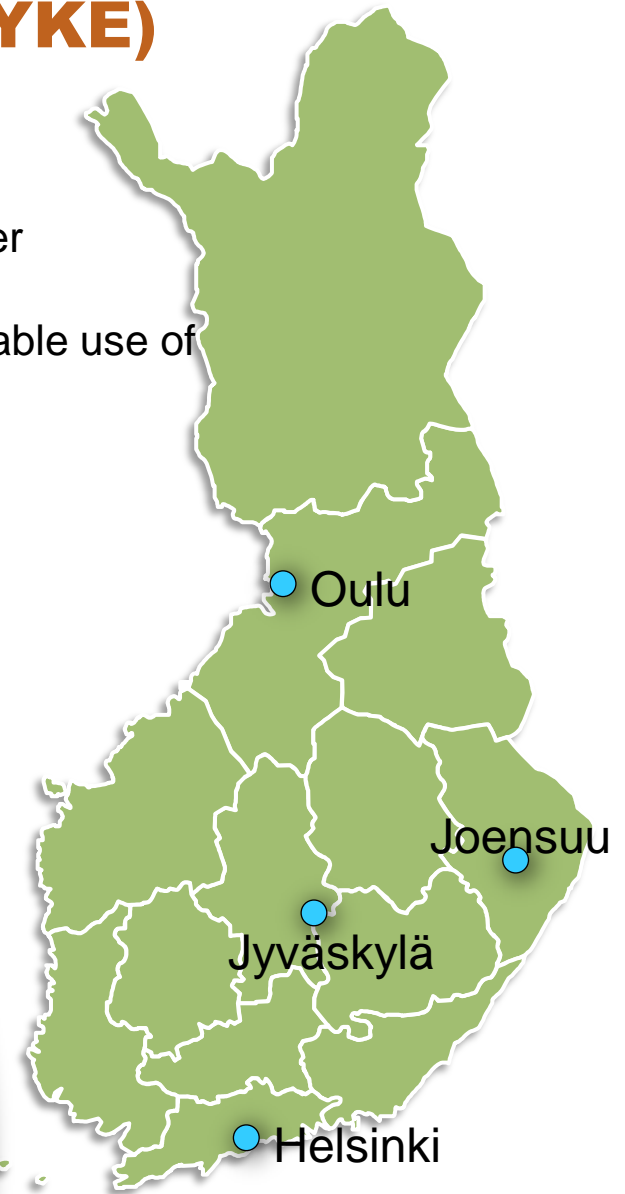 YKE)
er
able use of
Oulu
Joensuu
Jyväskylä
Helsinki